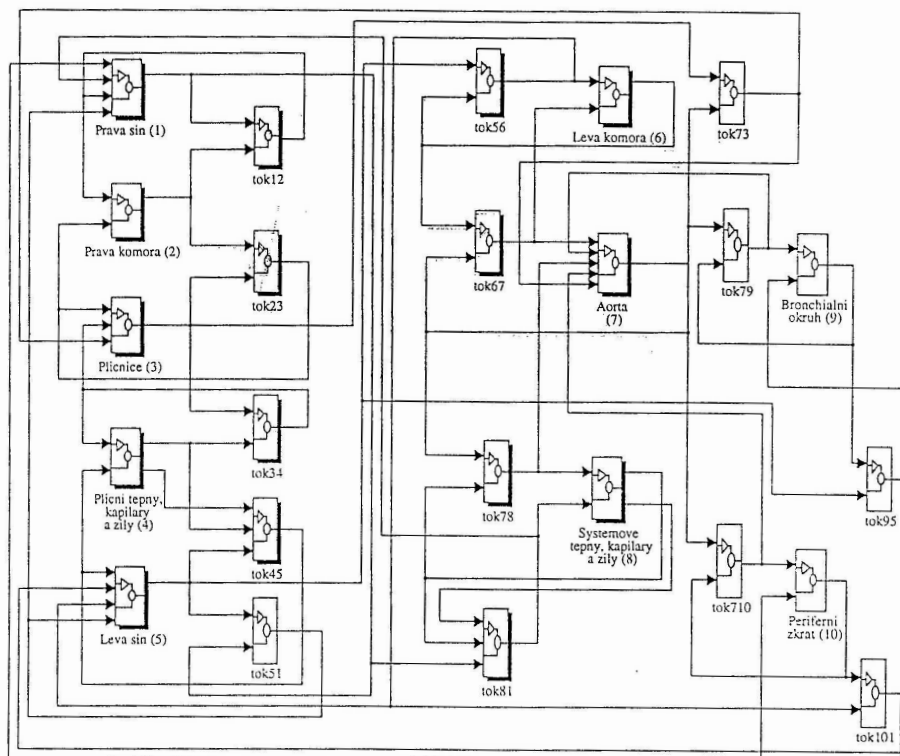 Prava sin (1)
tok12
Prava komora (2)
tok23
Plicnice (3)
tok34
Plicni tepny,
kapilary
a zily (4)
tok45
Leva sin (5)
tok51
tok56
Leva komora (6)
tok73
tok67
Aorta
(7)
tok79
Bronchialni
okruh (9)
tok78
Systemove
tepny, kapilary
a zily (8)
tok95
tok81
tok710
Periferni
zkrat (10)
tok101